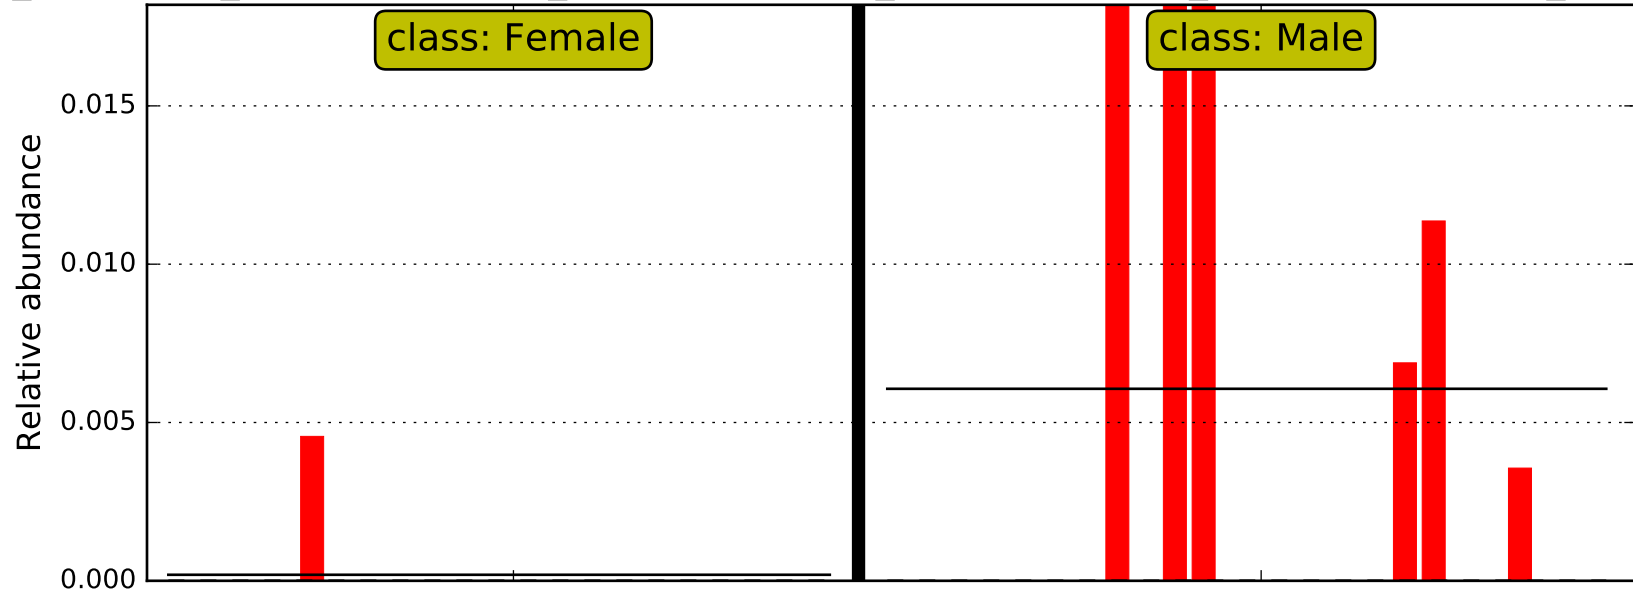 class: Female
class: Male
0.015
0.010
0.005
0.000
Relative abundance